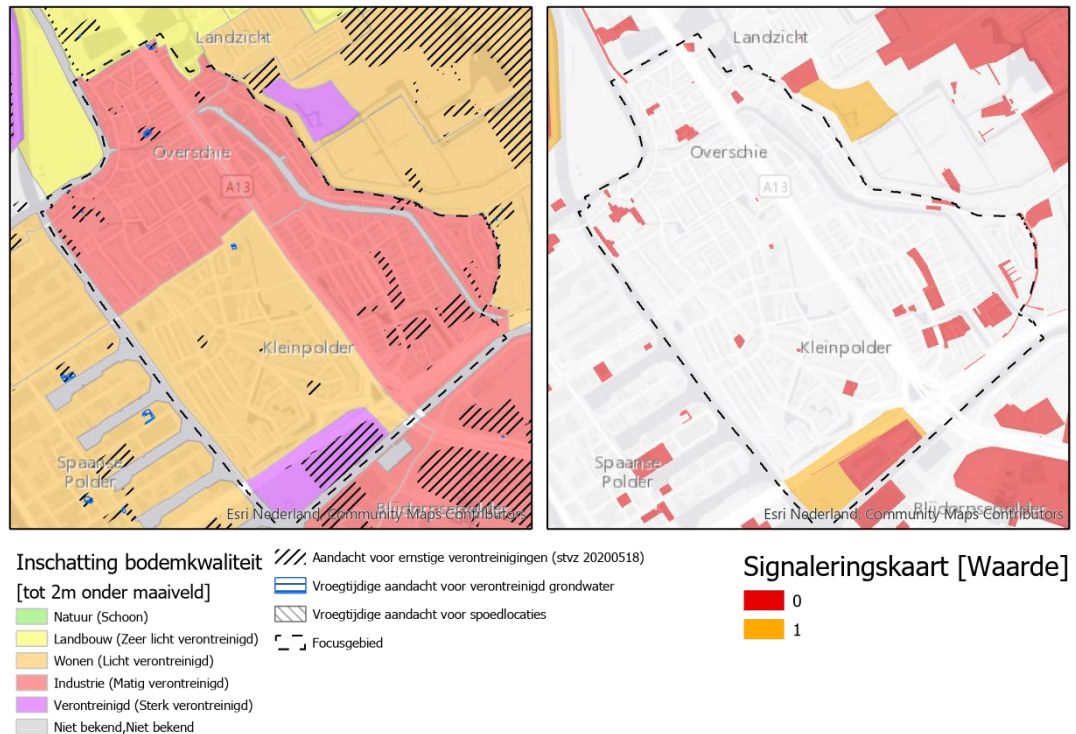 Landzicht
Overschie
A13
Kleinpolder
Spaanse
Polder
Blijdorpsepolder
Esri Nederland, Community Maps Contributors
Landzicht
Overschie
A13
Kleinpolder
Spaanse
Polder
Blijdorpsepolder
Esri Nederland, Community Maps Contributors
Inschatting bodemkwaliteit
[tot 2m onder maaiveld]
Natuur (Schoon)
Landbouw (Zeer licht verontreinigd)
Wonen (Licht verontreinigd)
Industrie (Matig verontreinigd)
Verontreinigd (Sterk verontreinigd)
Niet bekend,Niet bekend
Aandacht voor ernstige verontreinigingen (stvz 20200518)
Vroegtijdige aandacht voor verontreinigd grondwater
Vroegtijdige aandacht voor spoedlocaties
Focusgebied
Signaleringskaart [Waarde]
0
1